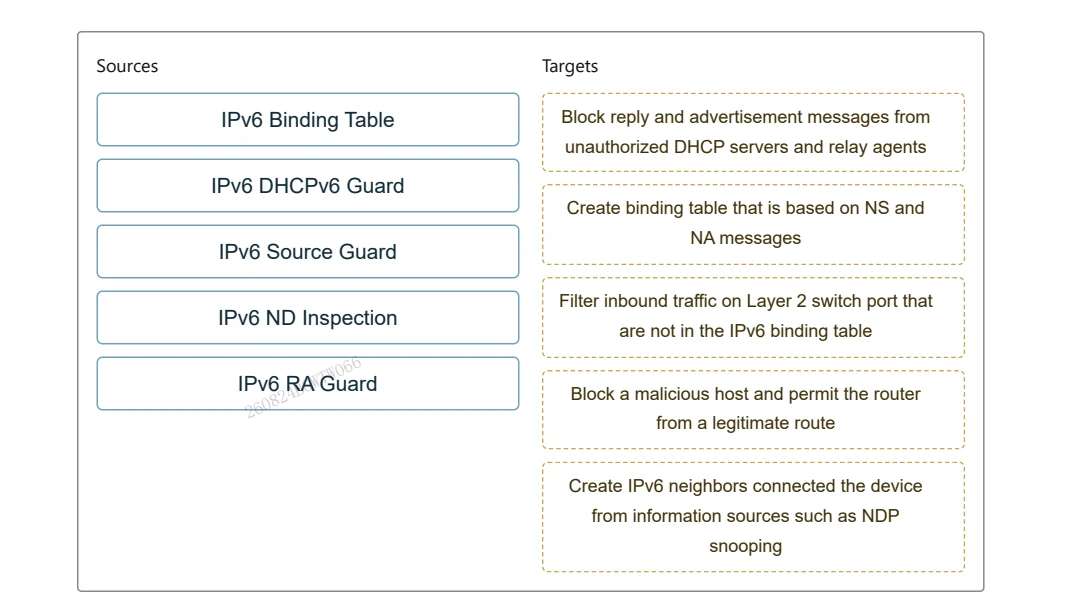 Sources
IPv6 Binding Table
IPv6 DHCPv6 Guard
IPv6 Source Guard
IPv6 ND Inspection
IPv6 RA Guard
Targets
Block reply and advertisement messages from
unauthorized DHCP servers and relay agents
Create binding table that is based on NS and
NA messages
Filter inbound traffic on Layer 2 switch port that
are not in the IPv6 binding table
Block a malicious host and permit the router
from a legitimate route
Create IPv6 neighbors connected the device
from information sources such as NDP
snooping